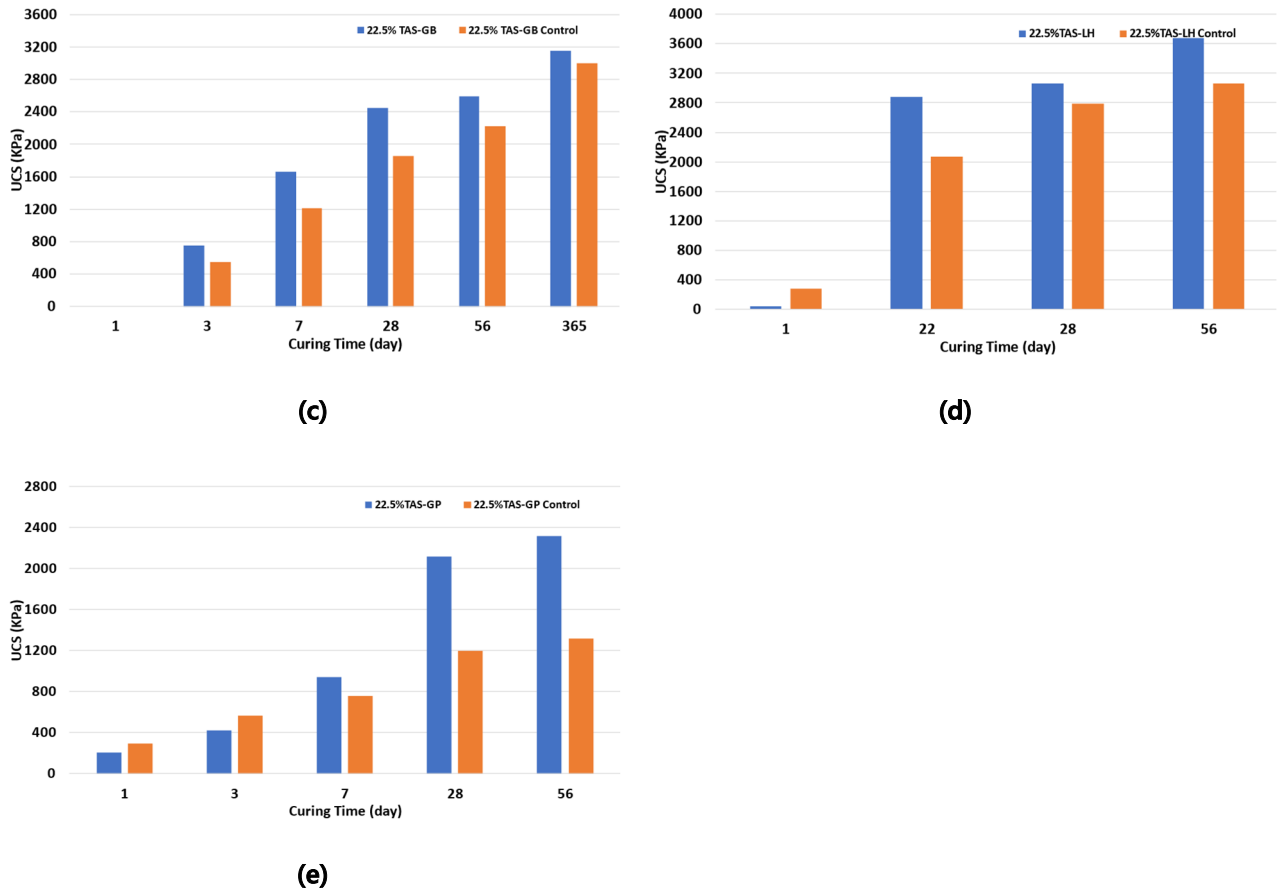 22.5% TAS-GB 22.5% TAS-GB Control
3600
3200
2800
2400
2000
1600
1200
800
400
0
UCS (KPa)
1 3 7 28 56 365
Curing Time (day)
(c)
22.5%TAS-LH 22.5%TAS-LH Control
4000
3600
3200
2800
2400
2000
1600
1200
800
400
0
UCS (KPa)
1 22 28 56
Curing Time (day)
(d)
22.5%TAS-GP 22.5%TAS-GP Control
2800
2400
2000
1600
1200
800
400
0
UCS (KPa)
1 3 7 28 56
Curing Time (day)
(e)